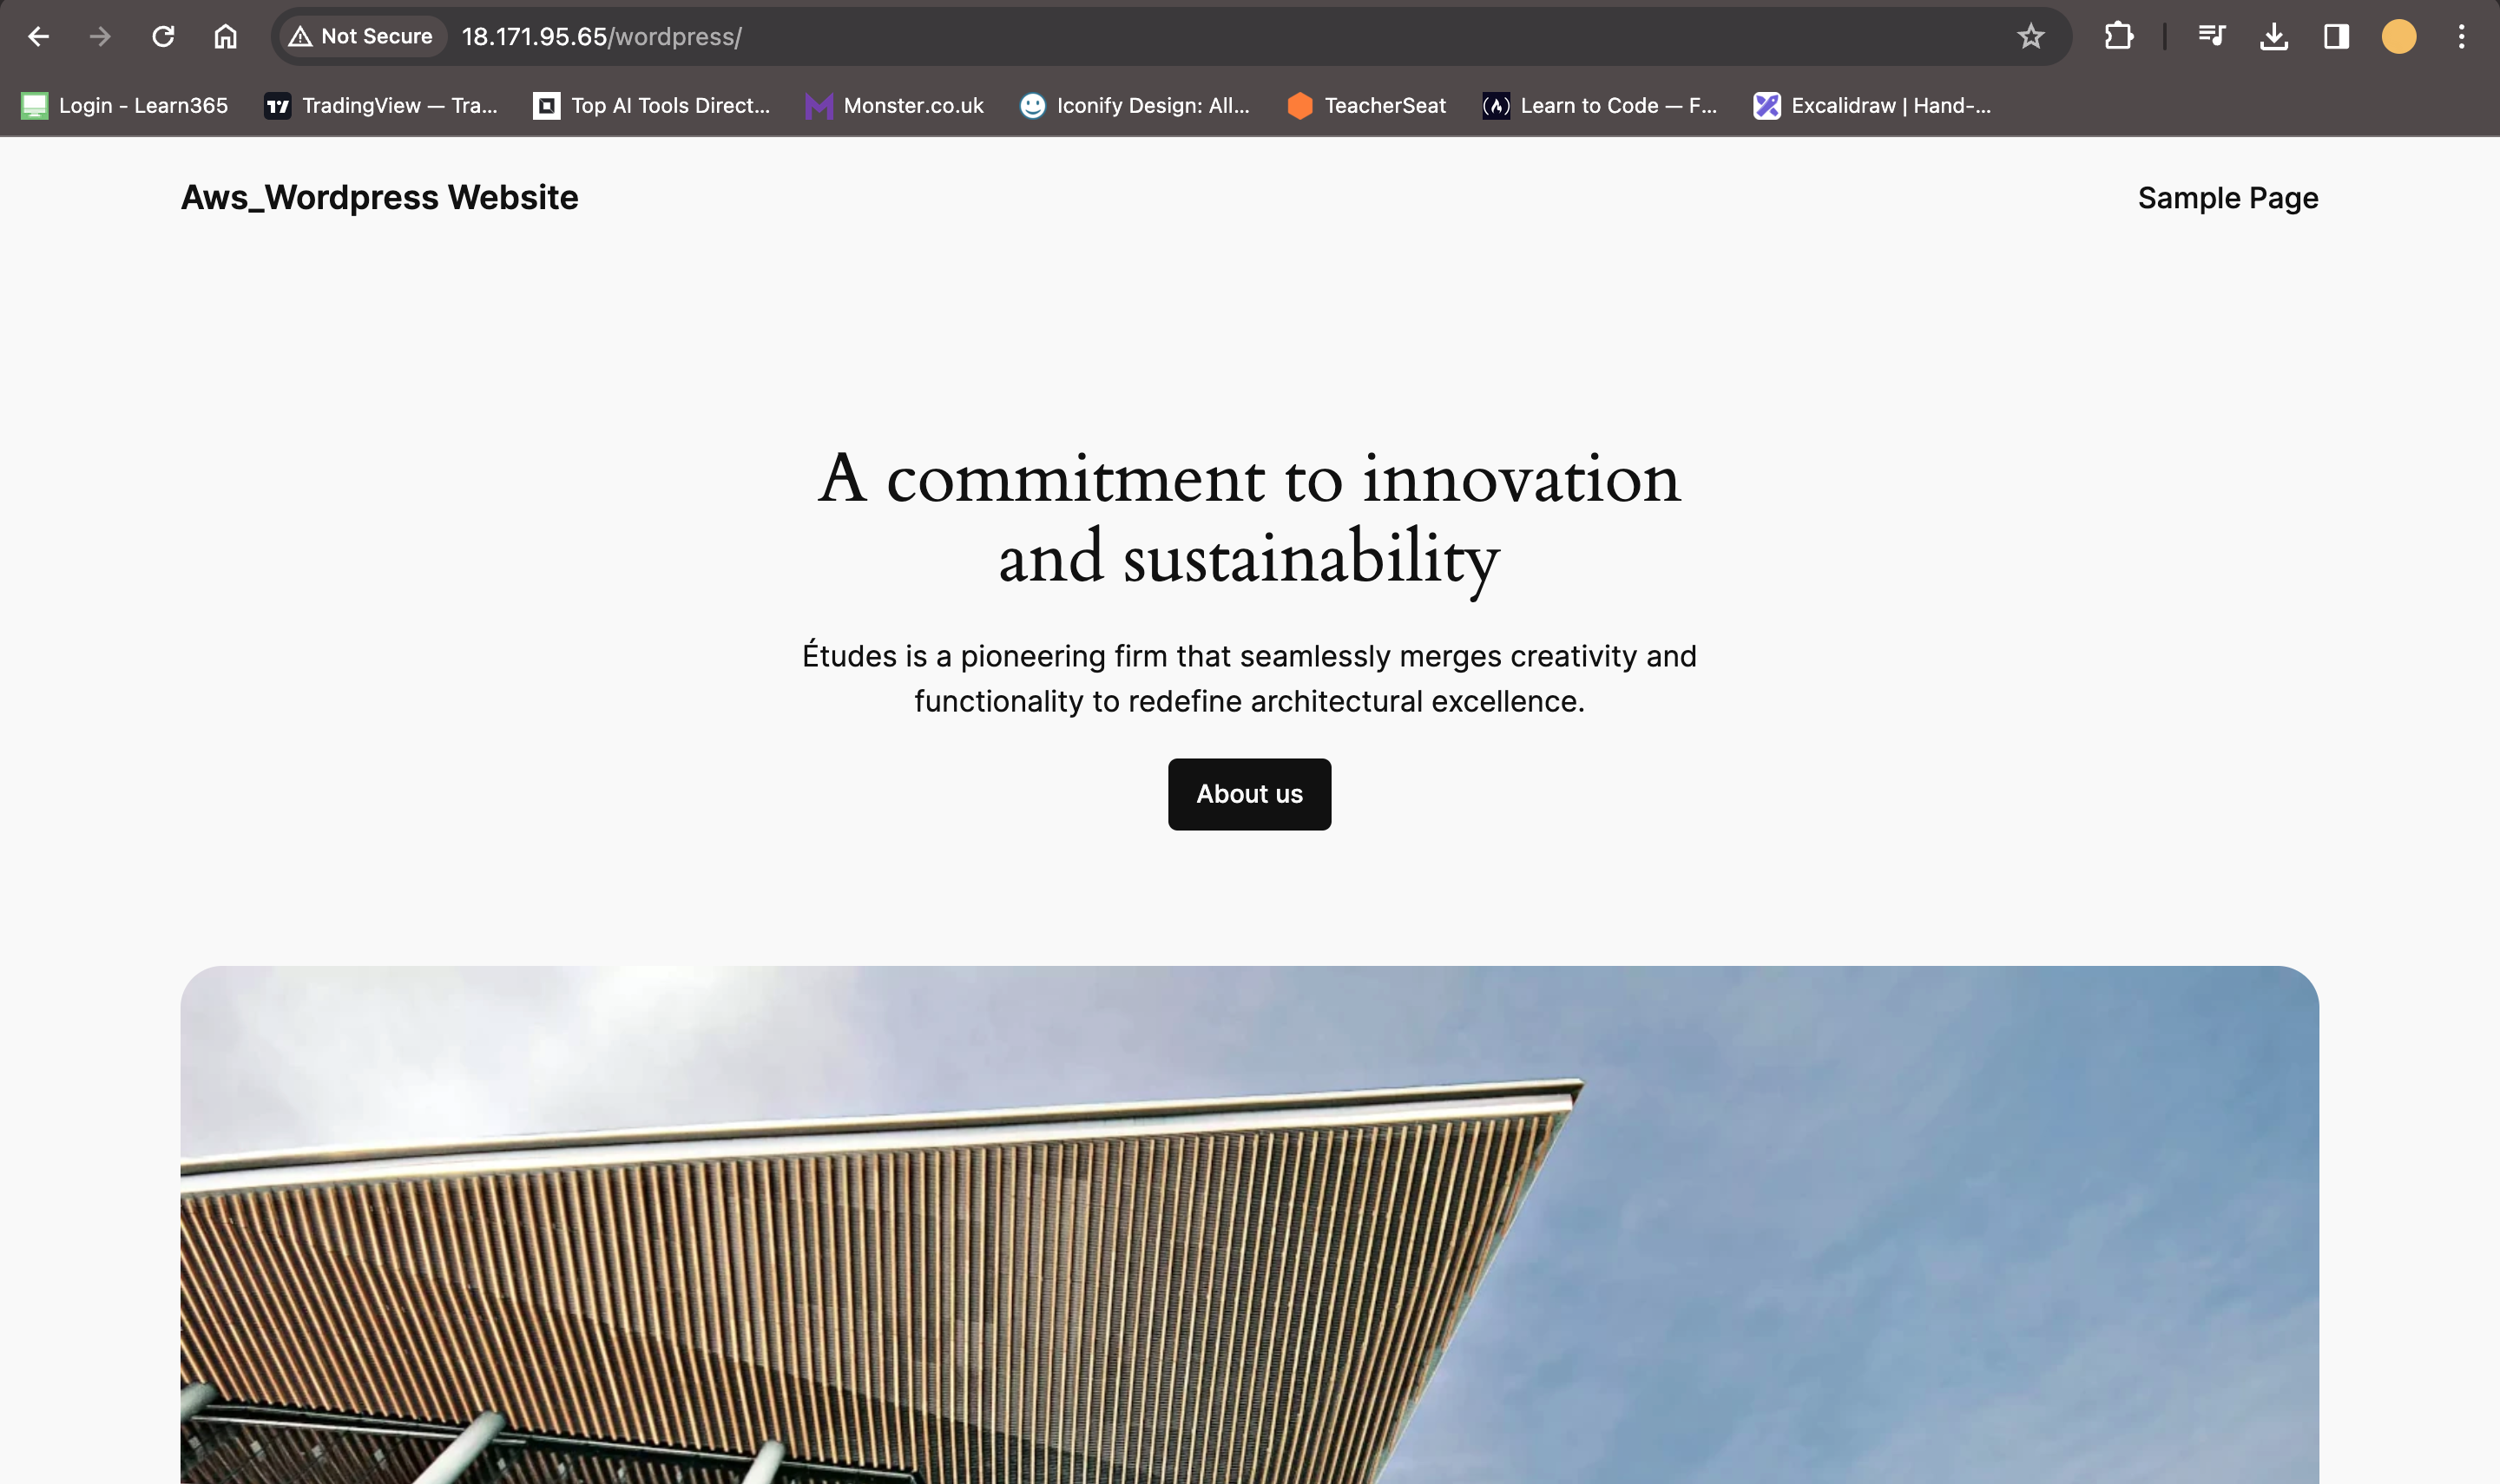 Not Secure 18.171.95.65/wordpress/
Login - Learn365 TradingView — Tra... Top AI Tools Direct... Monster.co.uk Iconify Design: All... TeacherSeat Learn to Code — F... Excalidraw | Hand-...
Aws_Wordpress Website Sample Page
A commitment to innovation
and sustainability
Études is a pioneering firm that seamlessly merges creativity and
functionality to redefine architectural excellence.
About us